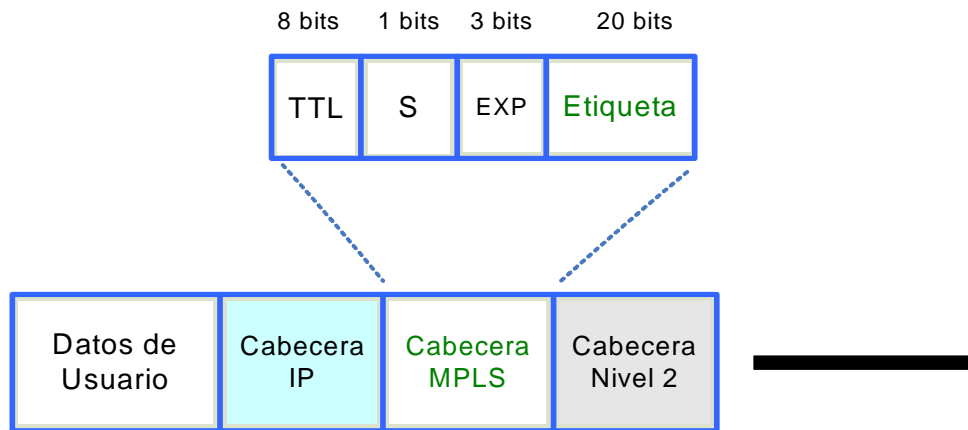 8 bits 1 bits 3 bits 20 bits
TTL S EXP Etiqueta
Datos de Usuario
Cabecera IP
Cabecera MPLS
Cabecera Nivel 2